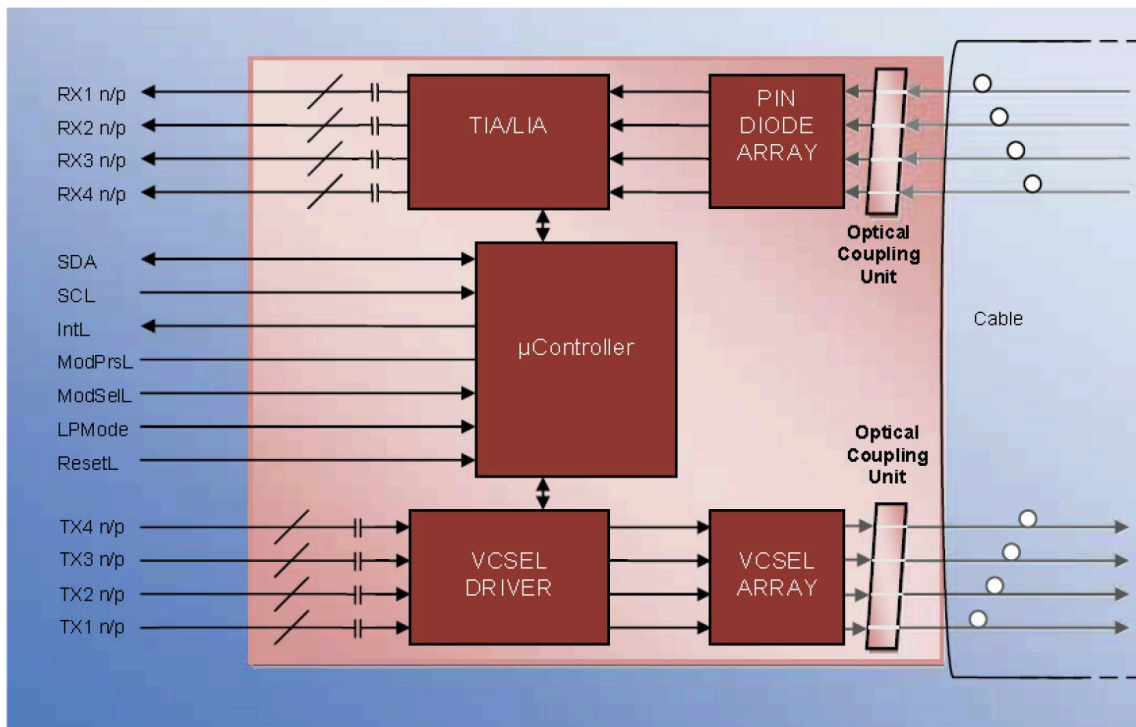 RX1 n/p
RX2 n/p
RX3 n/p
RX4 n/p
TIA/LIA
PIN
DIODE
ARRAY
Optical
Coupling
Unit
SDA
SCL
IntL
ModPrsL
ModSelL
LPMode
ResetL
µController
Cable
Optical
Coupling
Unit
TX4 n/p
TX3 n/p
TX2 n/p
TX1 n/p
VCSEL
DRIVER
VCSEL
ARRAY